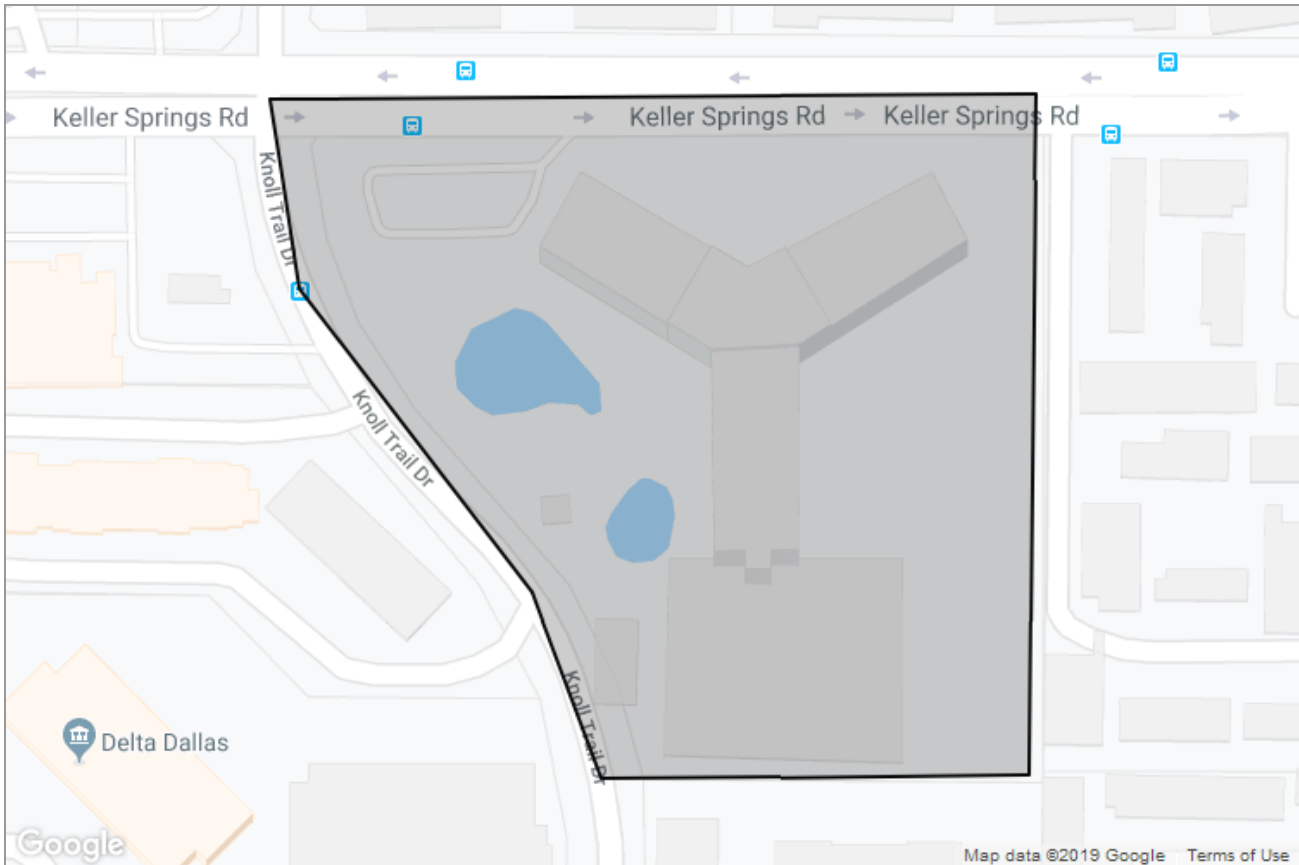 Keller Springs Rd
Keller Springs Rd
Keller Springs Rd
Knoll Trail Dr
Knoll Trail Dr
Knoll Trail Dr
Delta Dallas
Google
Map data ©2019 Google
Terms of Use